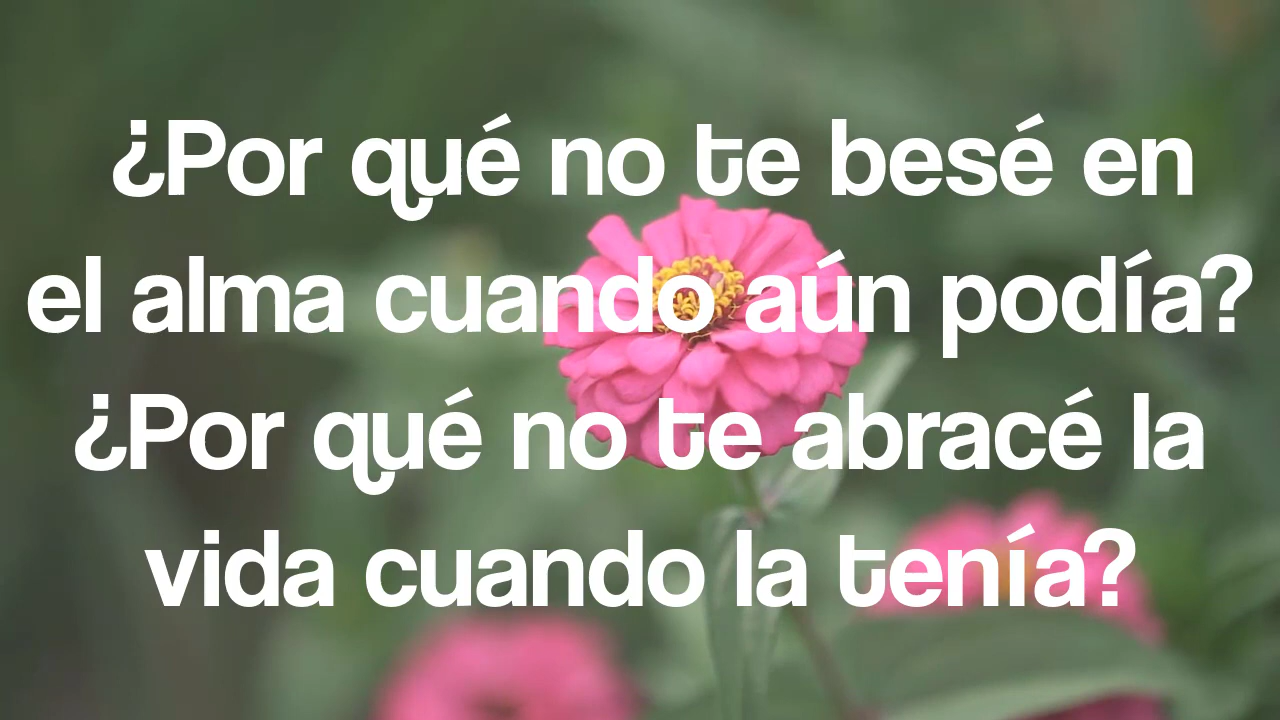 ¿Por qué no te besé en
el alma cuando aún podía?
¿Por qué no te abracé la
vida cuando la tenía?